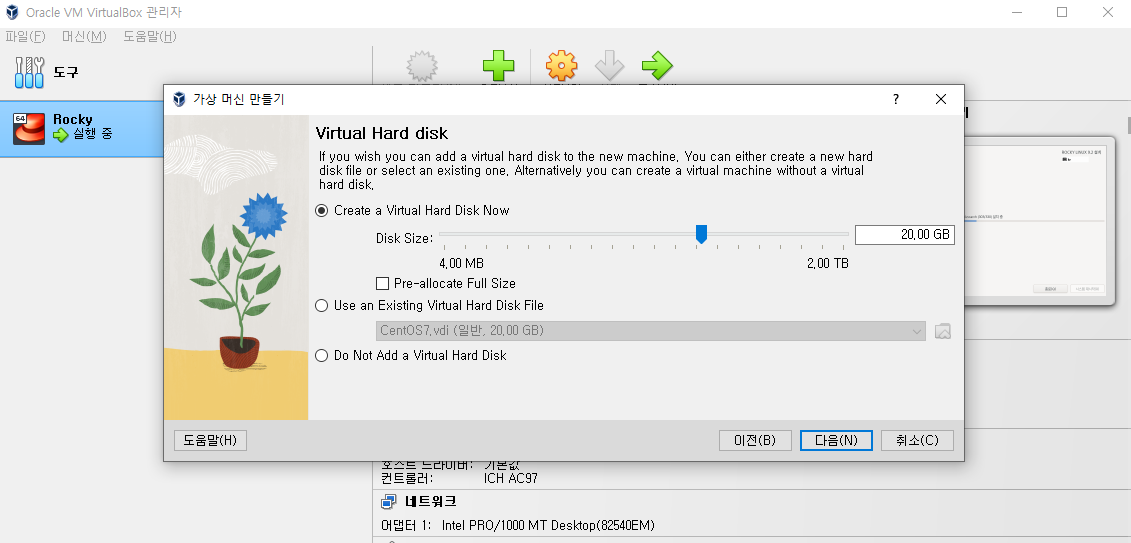 Oracle VM VirtualBox 관리자
파일(F) 머신(M) 도움말(H)
도구
64
Rocky
실행 중
가상 머신 만들기
?
Virtual Hard disk
If you wish you can add a virtual hard disk to the new machine. You can either create a new hard
disk file or select an existing one. Alternatively you can create a virtual machine without a virtual
hard disk.
Create a Virtual Hard Disk Now
Disk Size:
20.00 GB
4.00 MB 2.00 TB
Pre-allocate Full Size
Use an Existing Virtual Hard Disk File
CentOS7.vdi (일반, 20.00 GB)
Do Not Add a Virtual Hard Disk
도움말(H) 이전(B) 다음(N) 취소(C)
호스트 드라이버: 기본값
컨트롤러: ICH AC97
네트워크
어댑터 1: Intel PRO/1000 MT Desktop(82540EM)